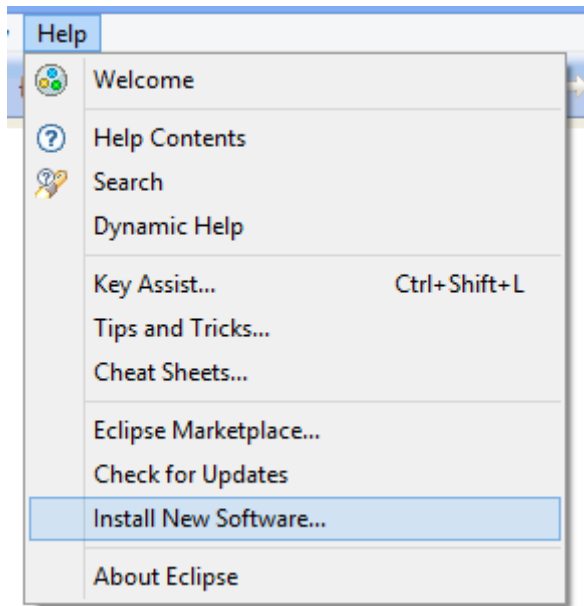 Help
Welcome
Help Contents
Search
Dynamic Help
Key Assist... Ctrl+Shift+L
Tips and Tricks...
Cheat Sheets...
Eclipse Marketplace...
Check for Updates
Install New Software...
About Eclipse